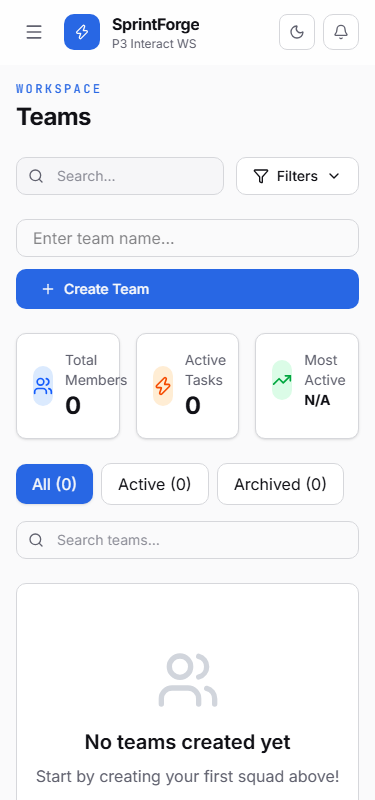 SprintForge
P3 Interact WS
WORKSPACE
Teams
Search...
Filters
Enter team name...
Create Team
Total
Members
0
Active
Tasks
0
Most
Active
N/A
All (0)
Active (0)
Archived (0)
Search teams...
No teams created yet
Start by creating your first squad above!